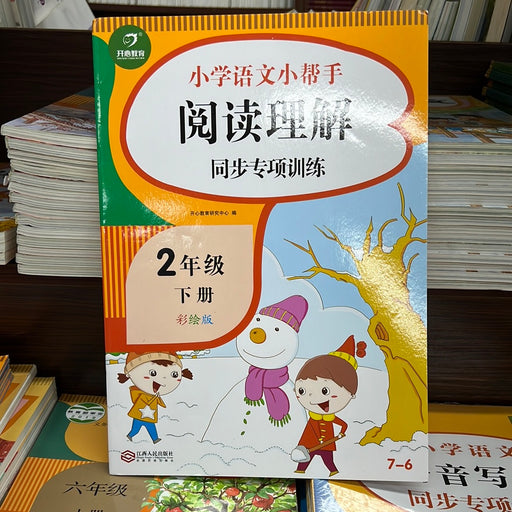 开心教育
小学语文小帮手
阅读理解
同步专项训练
开心教育研究中心 编
2年级
下册
彩绘版
江西人民出版社
7-6
六年级
上册
小学语文
音写
同步专项